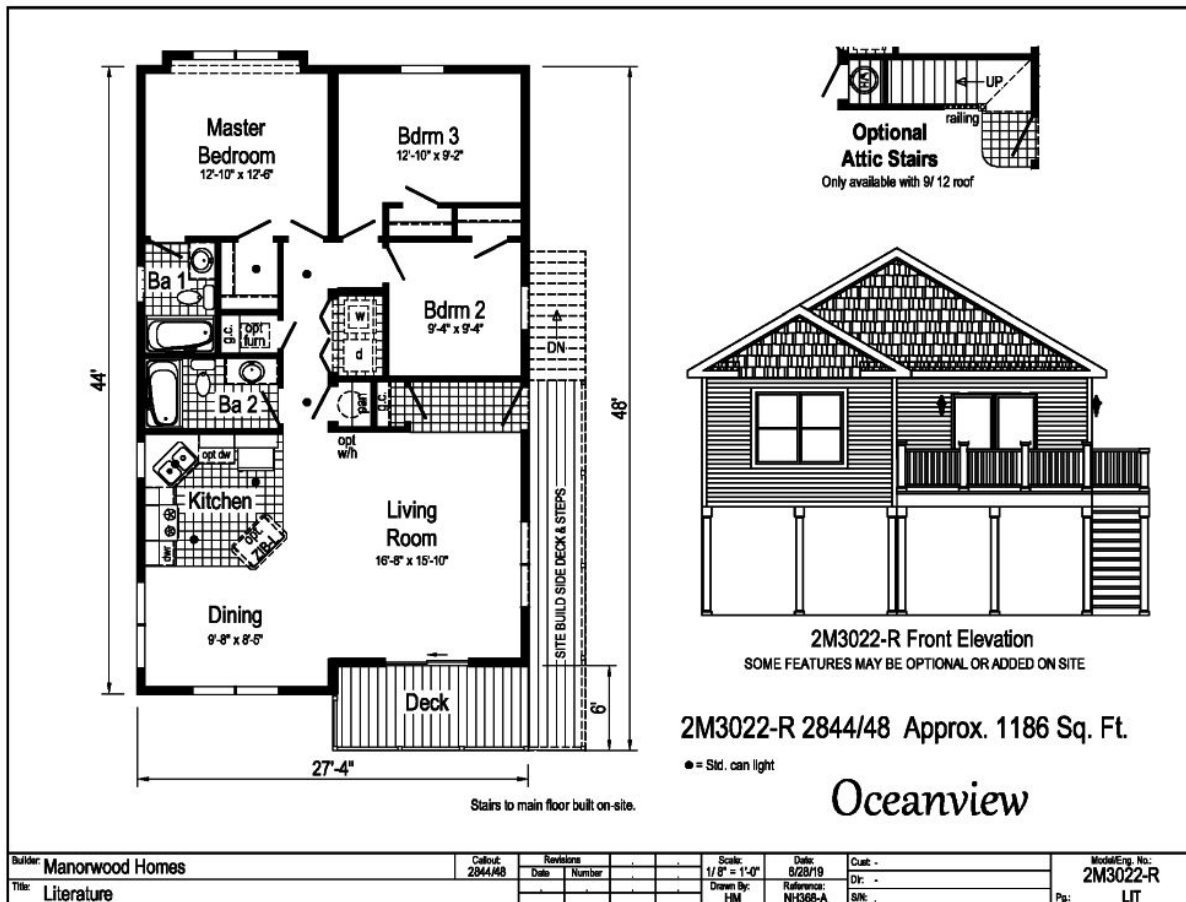 Master
Bedroom
12'-10" x 12'-6"
Bdrm 3
12'-10" x 9'-2"
Ba 1
g.c.
opt
furn
w
d
Bdrm 2
9'-4" x 9'-4"
DN
44'
48'
Ba 2
pan
g.c.
opt
w/h
opt dw
Kitchen
dwr
opt
ZIB-L
Living
Room
16'-8" x 15'-10"
Dining
9'-8" x 8'-5"
SITE BUILD SIDE DECK & STEPS
Deck
6'
27'-4"
Stairs to main floor built on-site.
WH
UP
railing
Optional
Attic Stairs
Only available with 9/ 12 roof
2M3022-R Front Elevation
SOME FEATURES MAY BE OPTIONAL OR ADDED ON SITE
2M3022-R 2844/48 Approx. 1186 Sq. Ft.
= Std. can light
Oceanview
Builder: Manorwood Homes
Title: Literature
Callout:
2844/48
Revisions
Date Number
Scale:
1/ 8" = 1'-0"
Drawn By:
HM
Date:
8/28/19
Reference:
NH368-A
Cust: -
Dir: -
S/N: .
Model/Eng. No.:
2M3022-R
Pg.: LIT